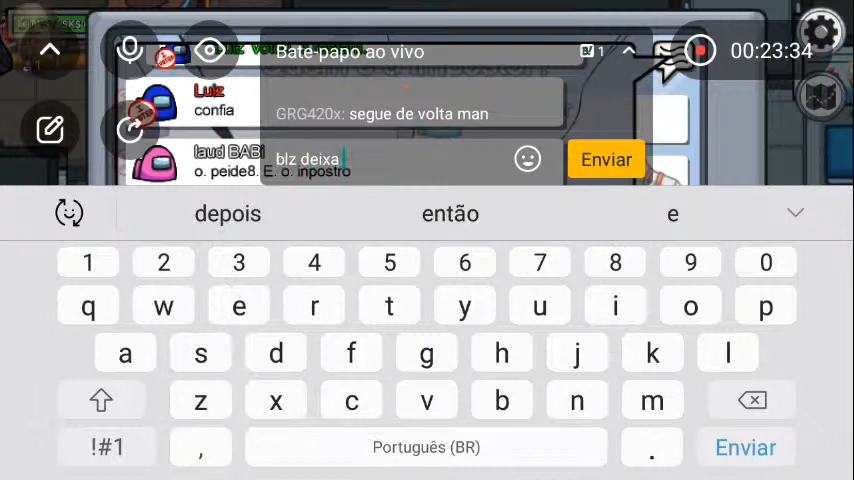 Bate-papo ao vivo
1
00:23:34
Luiz
confia
GRG420x: segue de volta man
laud BABi
o. peide8. E. o. inpostro
blz deixa
Enviar
depois
então
e
1 2 3 4 5 6 7 8 9 0
q w e r t y u i o p
a s d f g h j k l
z x c v b n m
!#1
,
Português (BR)
.
Enviar